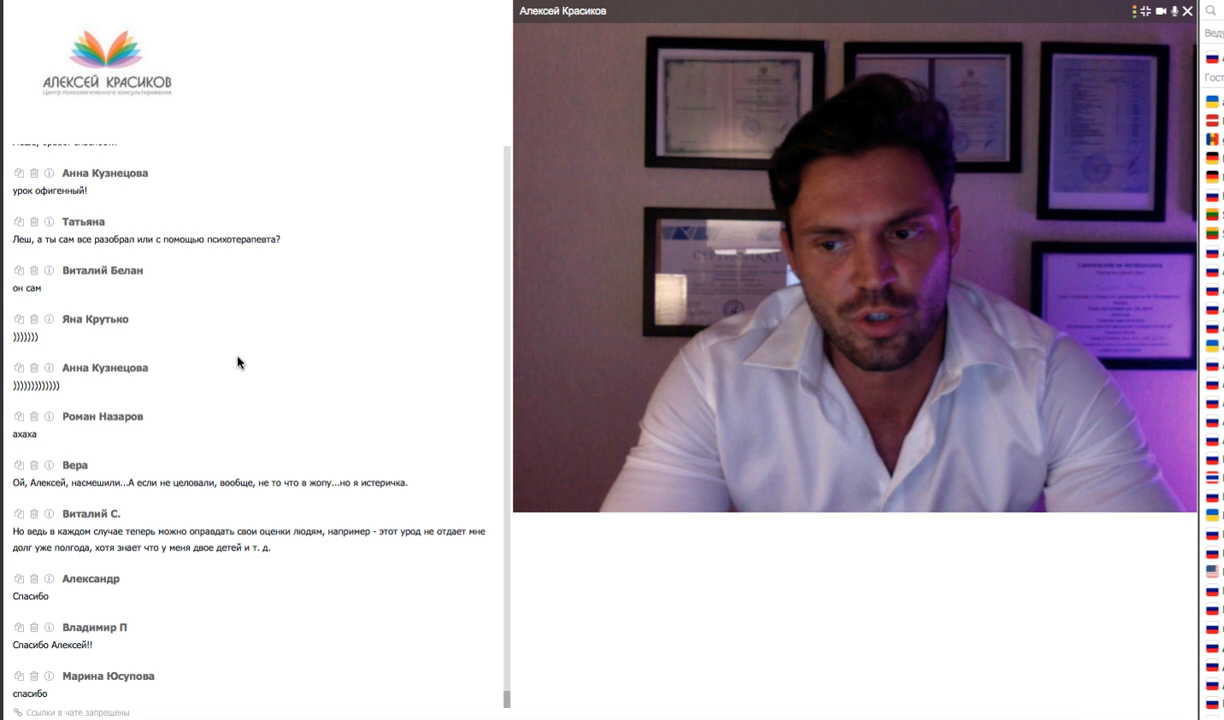 АЛЕКСЕЙ КРАСИКОВ
Центр психологического консультирования
Анна Кузнецова
урок офигенный!
Татьяна
Леш, а ты сам все разобрал или с помощью психотерапевта?
Виталий Белан
он сам
Яна Крутько
)))))))
Анна Кузнецова
)))))))))))))
Роман Назаров
ахаха
Вера
Ой, Алексей, насмешили...А если не целовали, вообще, не то что в жопу...но я истеричка.
Виталий С.
Но ведь в каждом случае теперь можно оправдать свои оценки людям, например - этот урод не отдает мне
долг уже полгода, хотя знает что у меня двое детей и т. д.
Александр
Спасибо
Владимир П
Спасибо Алексей!!
Марина Юсупова
спасибо
Ссылки в чате запрещены
Алексей Красиков
Веду
Гост